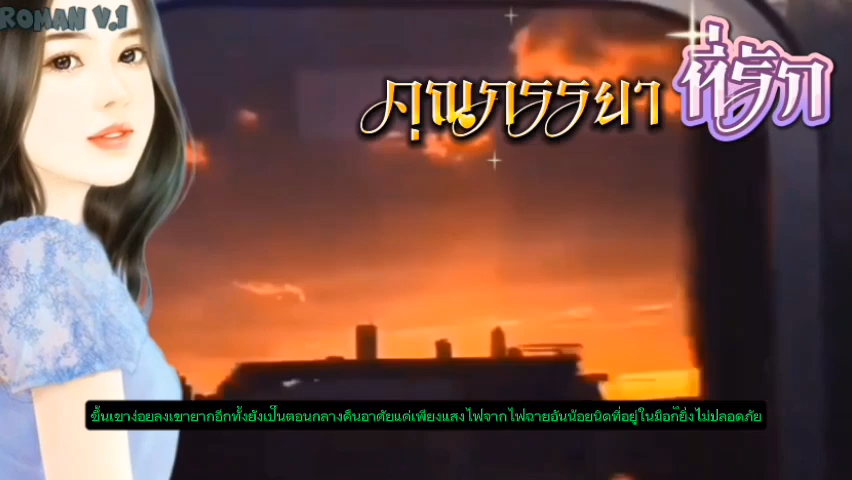 ROMAN V.1
คุณภรรยา ที่รัก
ขึ้นเขาง่อยลงเขายากอีกทั้งยังเป็นตอนกลางคืนอาศัยแค่เพียงแสงไฟจากไฟฉายอันน้อยนิดที่อยู่ในมือก็ยิ่งไม่ปลอดภัย